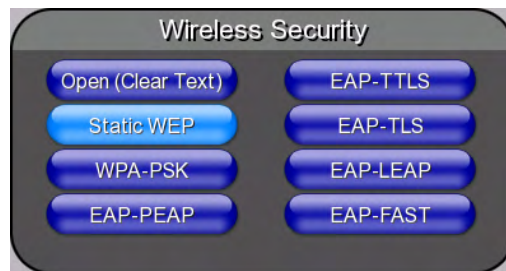 Wireless Security
Open (Clear Text)
EAP-TTLS
Static WEP
EAP-TLS
WPA-PSK
EAP-LEAP
EAP-PEAP
EAP-FAST